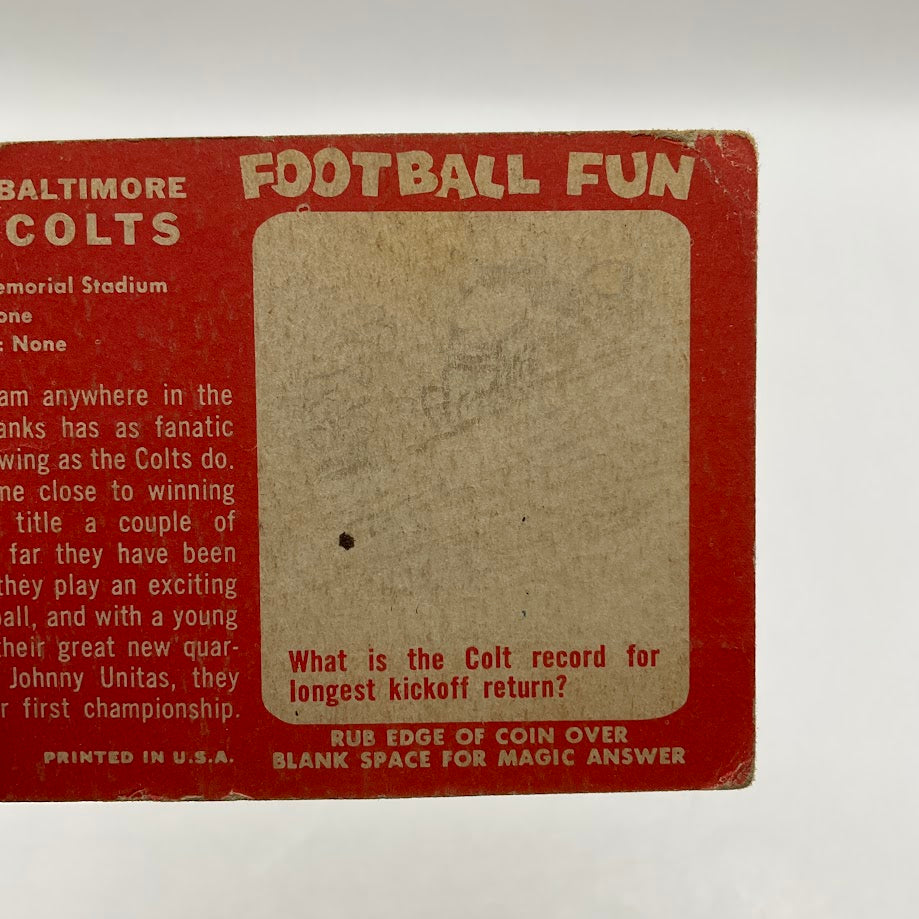 BALTIMORE
COLTS
emorial Stadium
one
: None
am anywhere in the
anks has as fanatic
wing as the Colts do.
me close to winning
title a couple of
far they have been
they play an exciting
ball, and with a young
their great new quar-
Johnny Unitas, they
r first championship.
PRINTED IN U.S.A.
FOOTBALL FUN
What is the Colt record for
longest kickoff return?
RUB EDGE OF COIN OVER
BLANK SPACE FOR MAGIC ANSWER